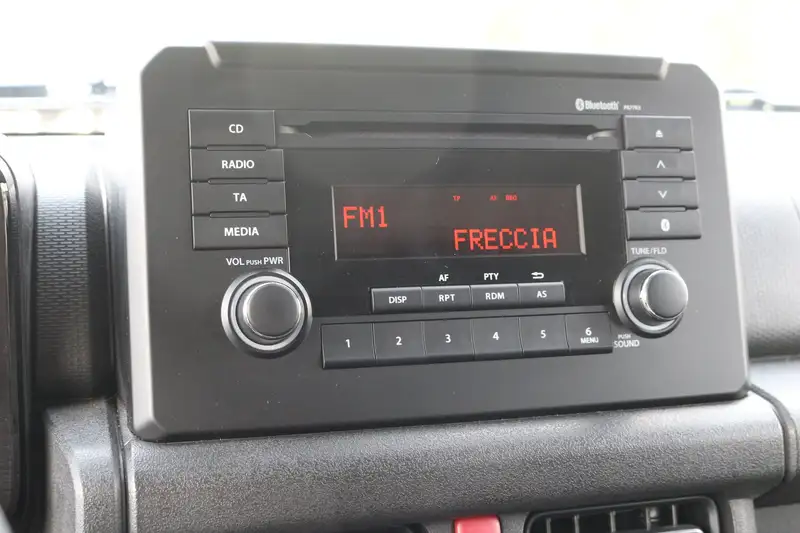 Bluetooth
CD
RADIO
TA
MEDIA
TP AF REG
FM1
FRECCIA
VOL PUSH PWR
TUNE/FLD
AF PTY
DISP RPT RDM AS
1 2 3 4 5 6
MENU
PUSH
SOUND